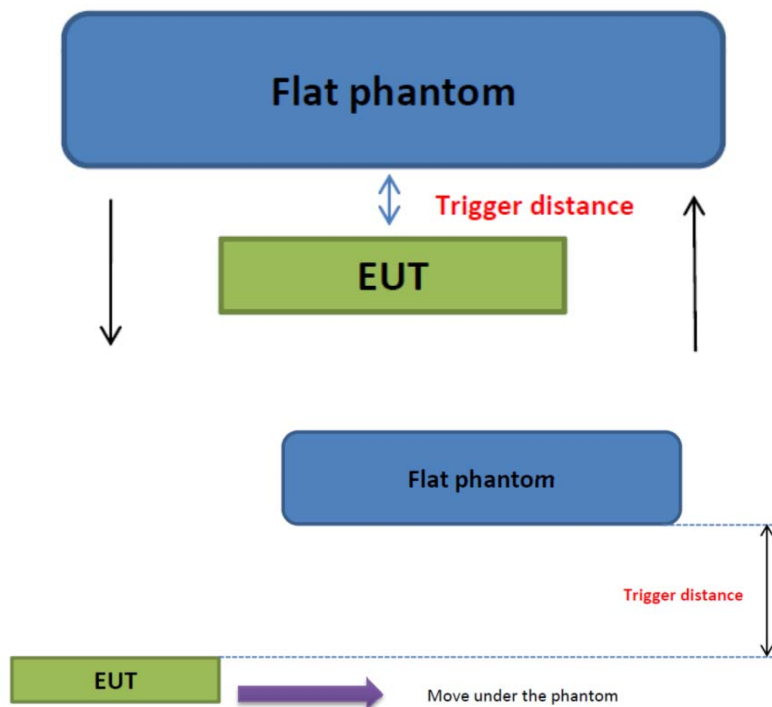 Flat phantom
Trigger distance
EUT
Flat phantom
Trigger distance
EUT
Move under the phantom